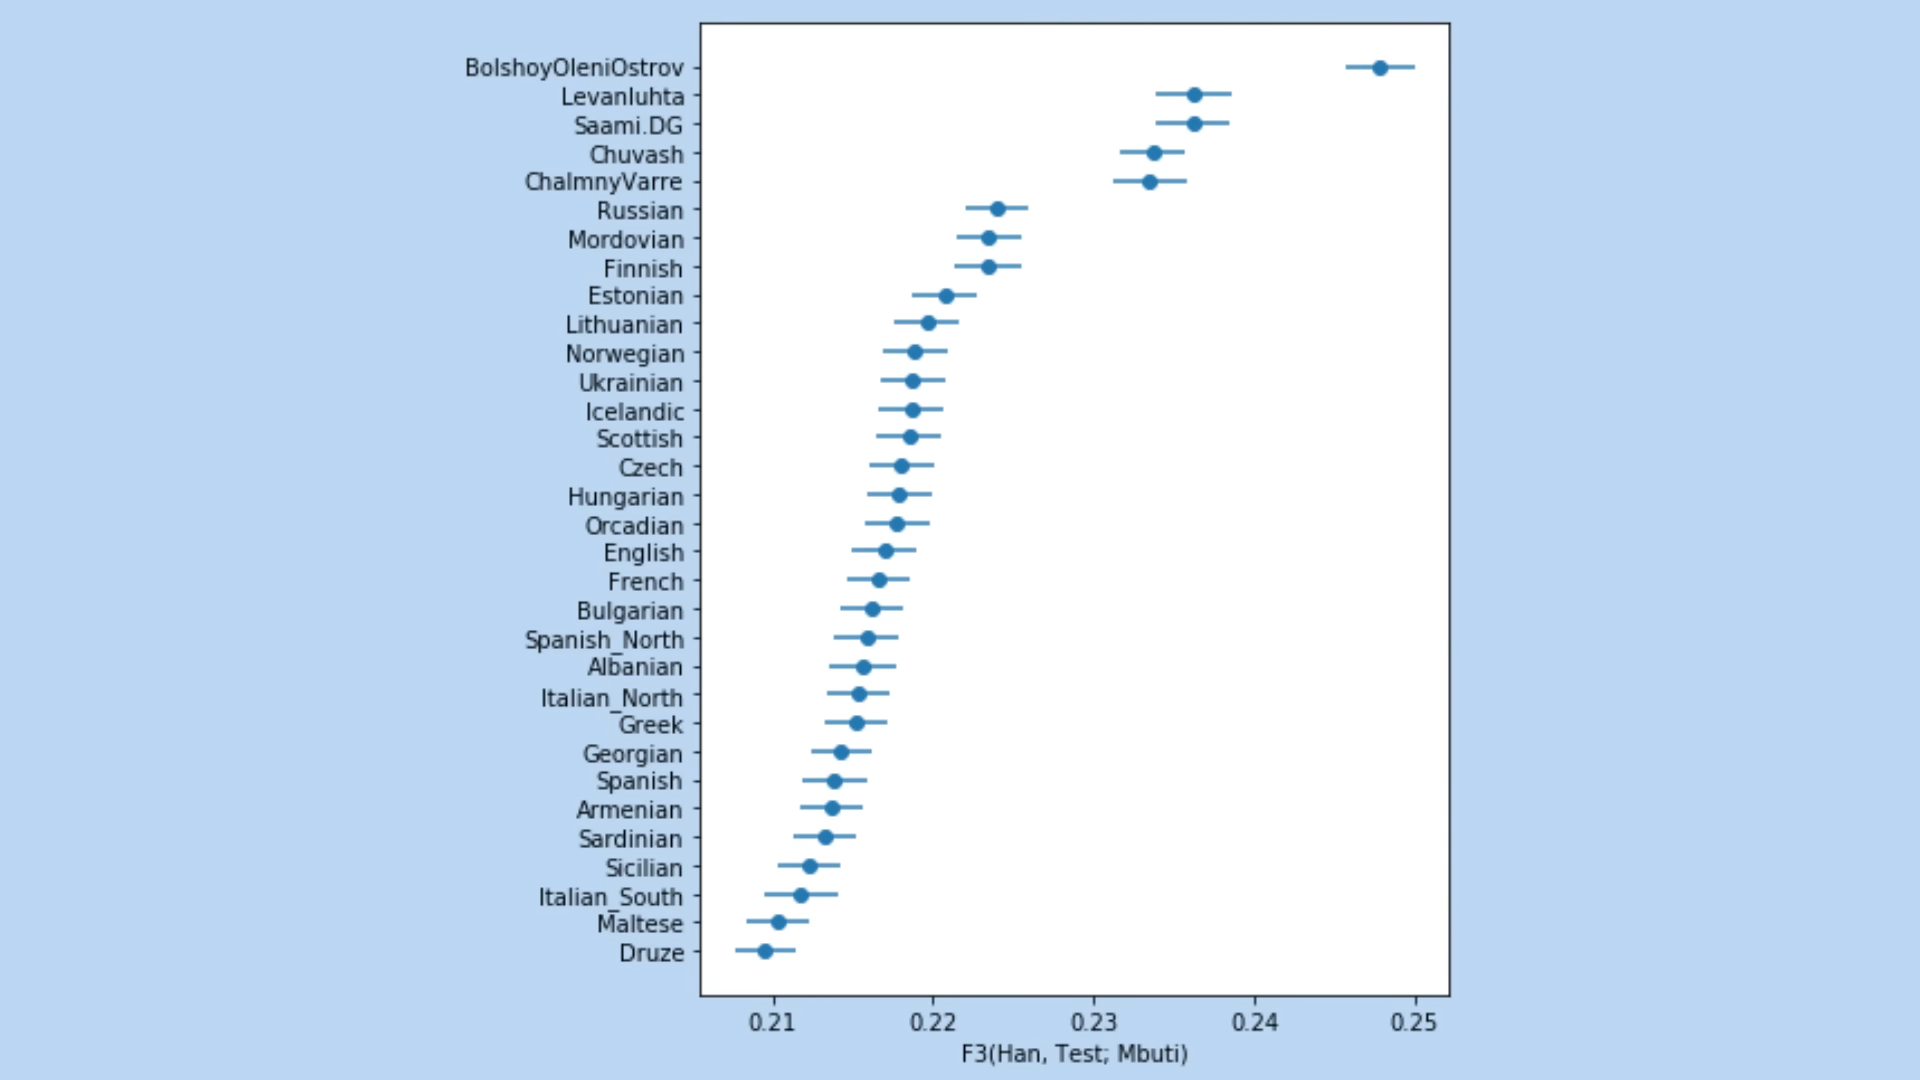 BolshoyOleniOstrov
Levanluhta
Saami.DG
Chuvash
ChalmnyVarre
Russian
Mordovian
Finnish
Estonian
Lithuanian
Norwegian
Ukrainian
Icelandic
Scottish
Czech
Hungarian
Orcadian
English
French
Bulgarian
Spanish_North
Albanian
Italian_North
Greek
Georgian
Spanish
Armenian
Sardinian
Sicilian
Italian_South
Maltese
Druze
0.21 0.22 0.23 0.24 0.25
F3(Han, Test; Mbuti)